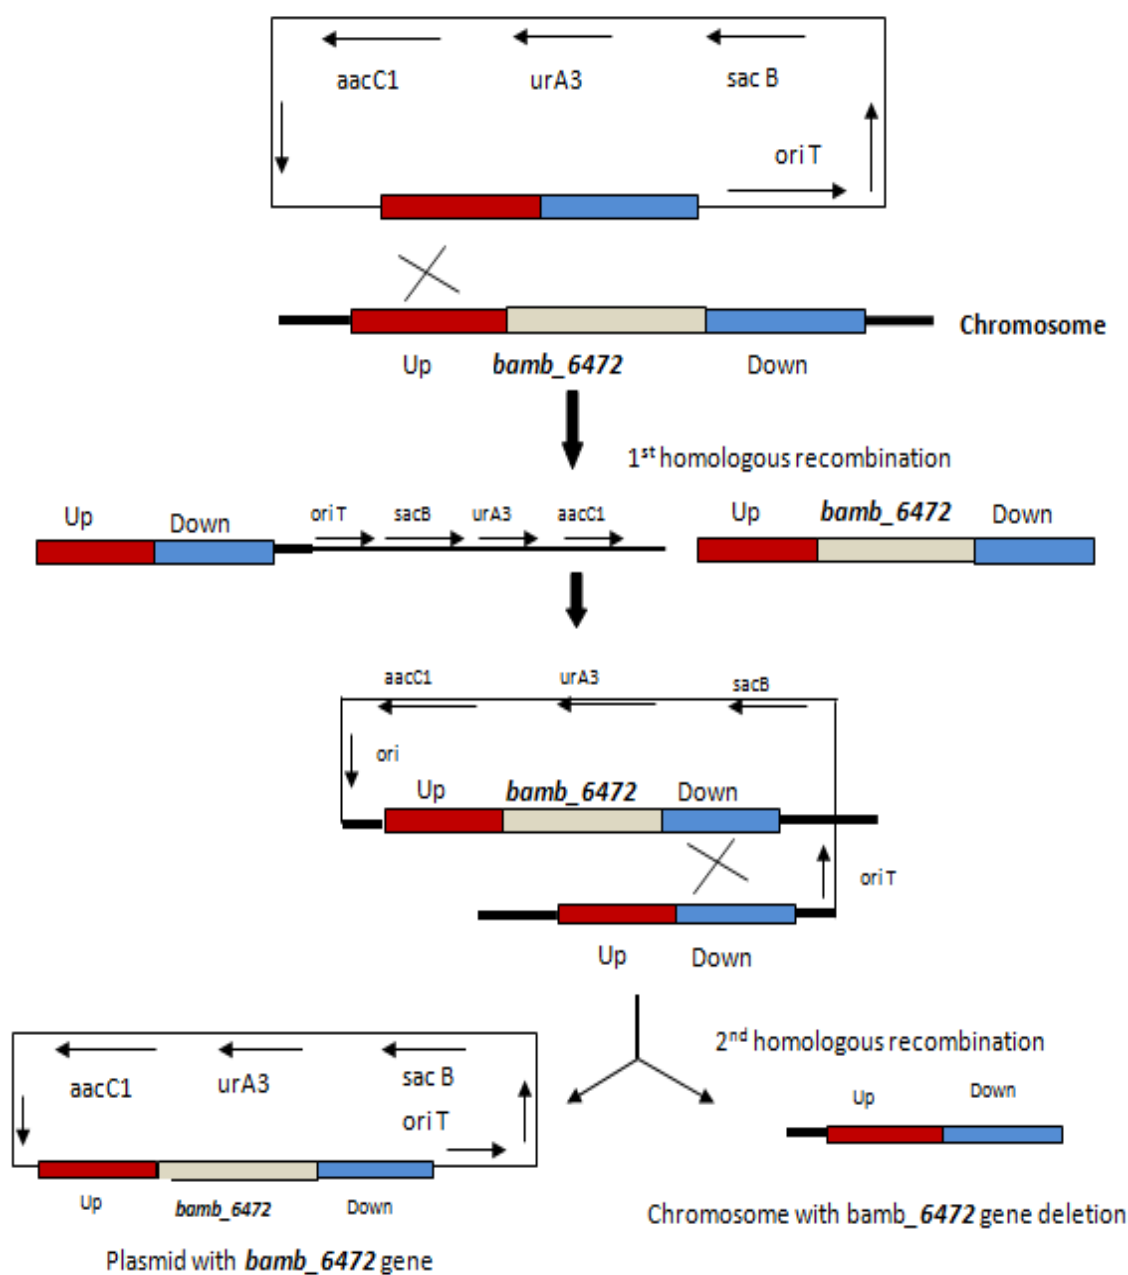 aacC1 urA3 sac B
ori T
Chromosome
Up bamb_6472 Down
1st homologous recombination
Up Down ori T sacB urA3 aacC1 Up bamb_6472 Down
aacC1 urA3 sacB
ori
Up bamb_6472 Down
ori T
Up Down
2nd homologous recombination
aacC1 urA3 sac B
ori T
Up Down
Up bamb_6472 Down
Chromosome with bamb_6472 gene deletion
Plasmid with bamb_6472 gene